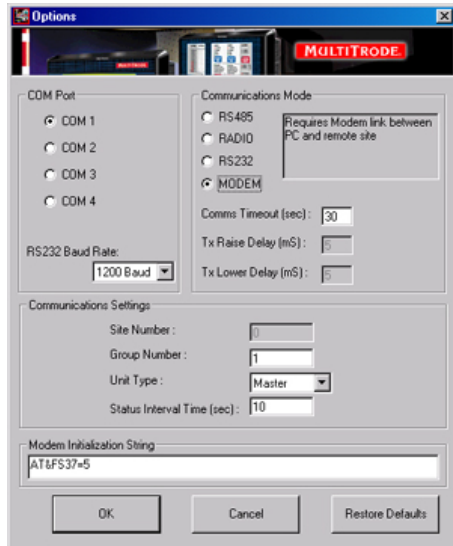 Options
MULTITRODE
COM Port
COM 1
COM 2
COM 3
COM 4
RS232 Baud Rate:
1200 Baud
Communications Mode
RS485
RADIO
RS232
MODEM
Requires Modem link between
PC and remote site
Comms Timeout (sec) : 30
Tx Raise Delay (mS) : 5
Tx Lower Delay (mS) : 5
Communications Settings
Site Number : 0
Group Number : 1
Unit Type : Master
Status Interval Time (sec) : 10
Modem Initialization String
AT&FS37=5
OK
Cancel
Restore Defaults